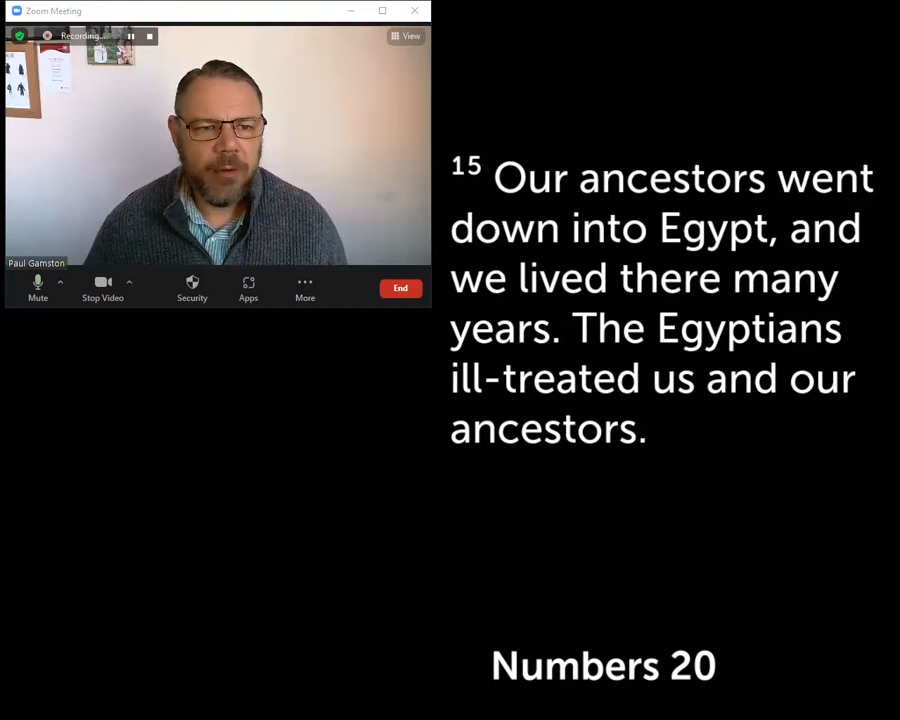 Zoom Meeting
Recording...
View
Paul Gamston
Mute
Stop Video
Security
Apps
More
End
15 Our ancestors went
down into Egypt, and
we lived there many
years. The Egyptians
ill-treated us and our
ancestors.
Numbers 20